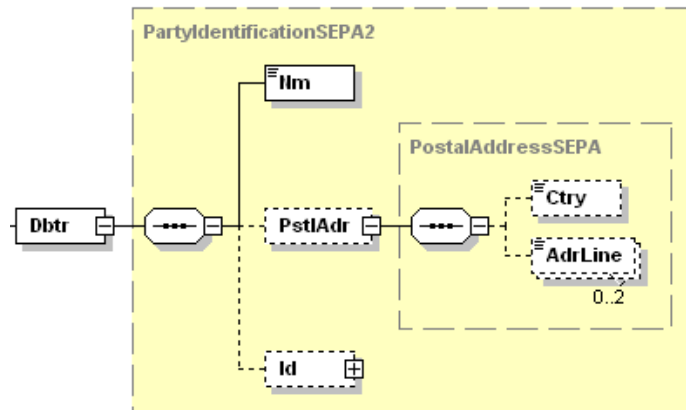 PartyIdentificationSEPA2
Nm
PostalAddressSEPA
Ctry
Dbtr
PstlAdr
AdrLine
0..2
Id